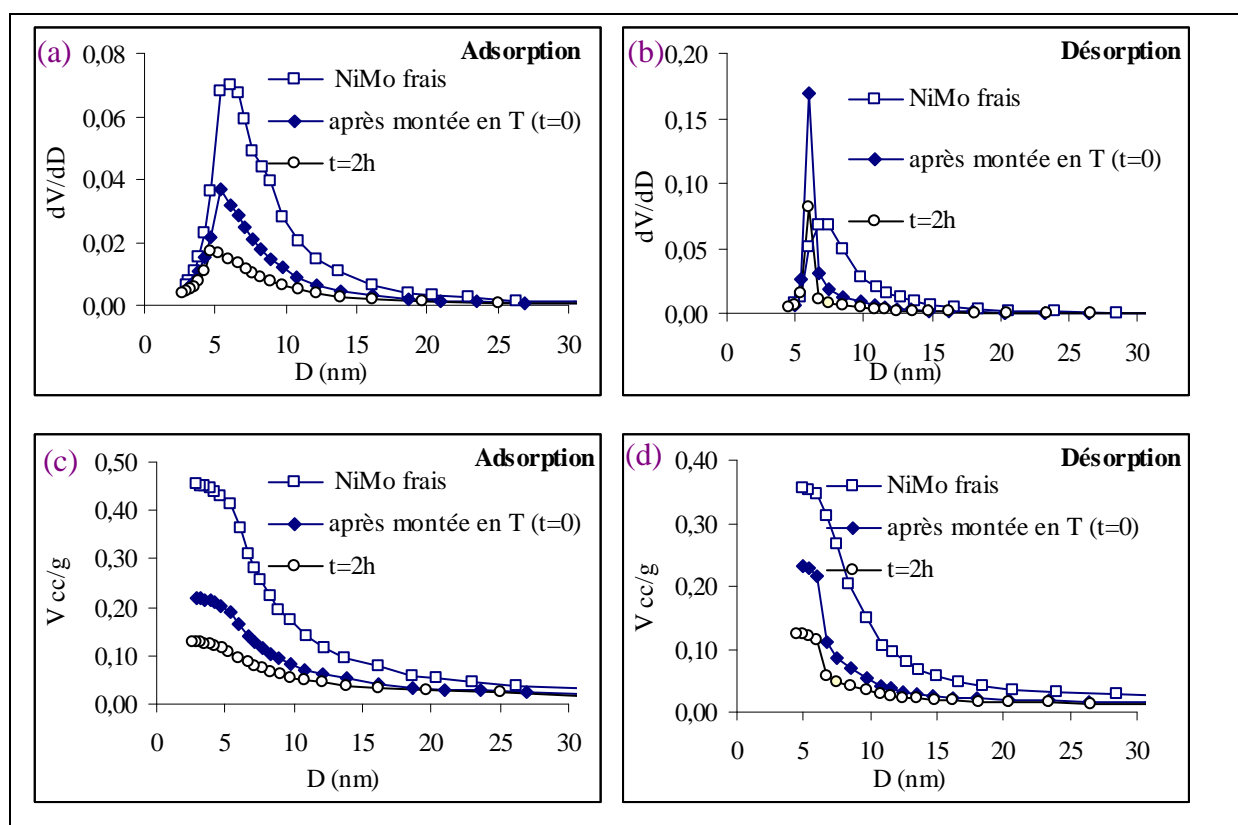 (a)
Adsorption
0,08
0,06
0,04
0,02
0,00
dV/dD
NiMo frais
après montée en T (t=0)
t=2h
0 5 10 15 20 25 30
D (nm)
(b)
Désorption
0,20
0,15
0,10
0,05
0,00
dV/dD
NiMo frais
après montée en T (t=0)
t=2h
0 5 10 15 20 25 30
D (nm)
(c)
Adsorption
0,50
0,40
0,30
0,20
0,10
0,00
V cc/g
NiMo frais
après montée en T (t=0)
t=2h
0 5 10 15 20 25 30
D (nm)
(d)
Désorption
0,40
0,30
0,20
0,10
0,00
V cc/g
NiMo frais
après montée en T (t=0)
t=2h
0 5 10 15 20 25 30
D (nm)